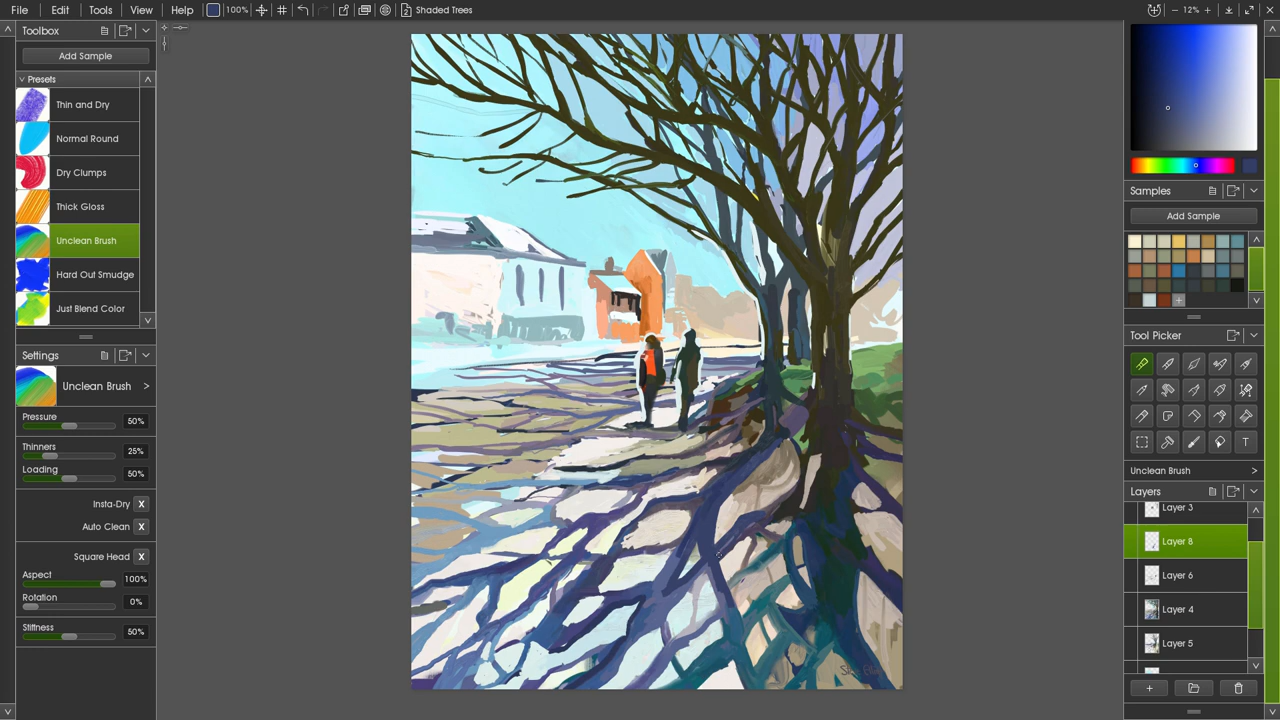 File Edit Tools View Help 100% Shaded Trees 12%
Toolbox
Add Sample
Presets
Thin and Dry
Normal Round
Dry Clumps
Thick Gloss
Unclean Brush
Hard Out Smudge
Just Blend Color
Settings
Unclean Brush >
Pressure 50%
Thinners 25%
Loading 50%
Insta-Dry X
Auto Clean X
Square Head X
Aspect 100%
Rotation 0%
Stiffness 50%
Samples
Add Sample
Tool Picker
T
Unclean Brush >
Layers
Layer 3
Layer 8
Layer 6
Layer 4
Layer 5